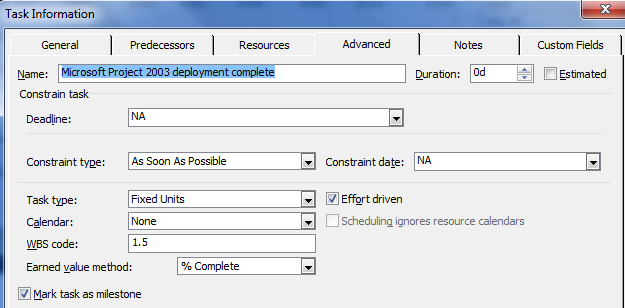 Task Information
General Predecessors Resources Advanced Notes Custom Fields
Name: Microsoft Project 2003 deployment complete Duration: 0d Estimated
Constrain task
Deadline: NA
Constraint type: As Soon As Possible Constraint date: NA
Task type: Fixed Units Effort driven
Calendar: None Scheduling ignores resource calendars
WBS code: 1.5
Earned value method: % Complete
Mark task as milestone